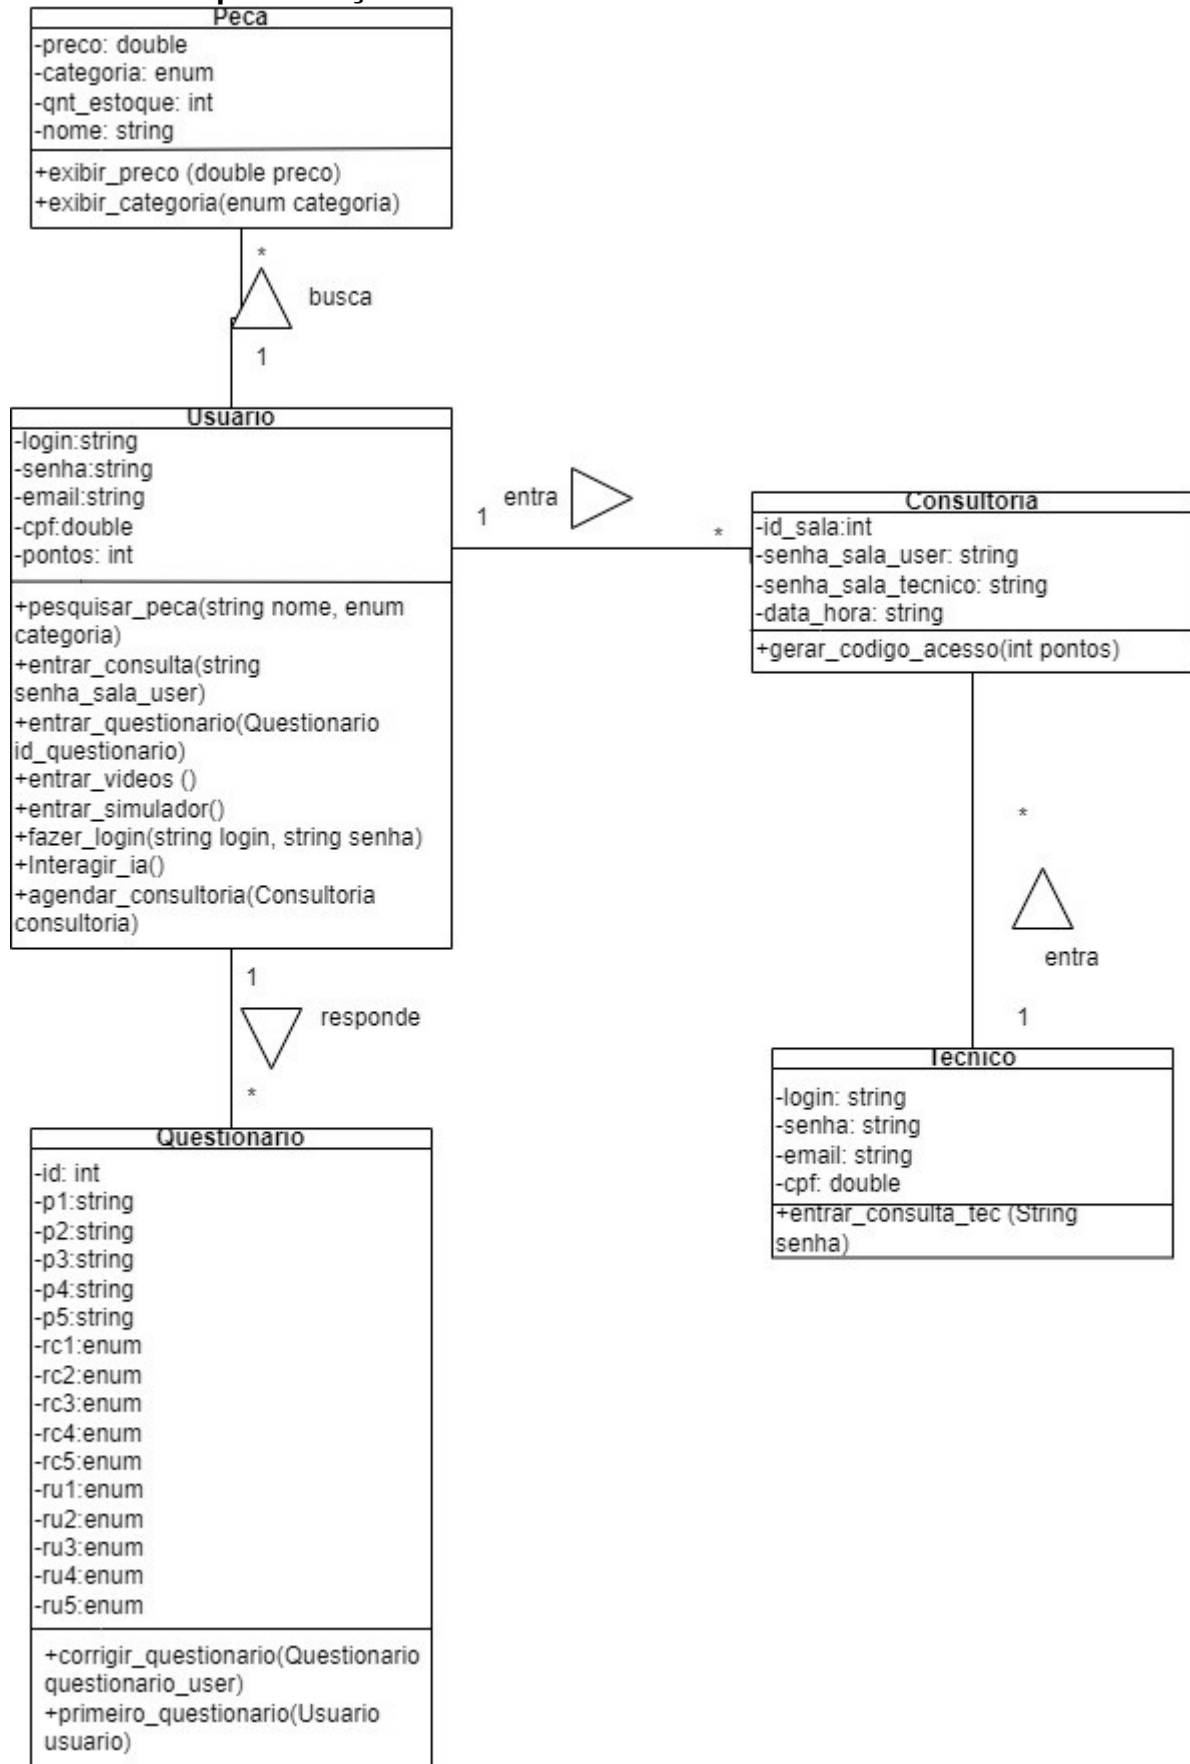 Peca
-preco: double
-categoria: enum
-qnt_estoque: int
-nome: string
+exibir_preco (double preco)
+exibir_categoria(enum categoria)
*
busca
1
Usuario
-login:string
-senha:string
-email:string
-cpf:double
-pontos: int
+pesquisar_peca(string nome, enum
categoria)
+entrar_consulta(string
senha_sala_user)
+entrar_questionario(Questionario
id_questionario)
+entrar_videos ()
+entrar_simulador()
+fazer_login(string login, string senha)
+Interagir_ia()
+agendar_consultoria(Consultoria
consultoria)
entra
1
*
Consultoria
-id_sala:int
-senha_sala_user: string
-senha_sala_tecnico: string
-data_hora: string
+gerar_codigo_acesso(int pontos)
*
entra
1
Tecnico
-login: string
-senha: string
-email: string
-cpf: double
+entrar_consulta_tec (String
senha)
1
responde
*
Questionario
-id: int
-p1:string
-p2:string
-p3:string
-p4:string
-p5:string
-rc1:enum
-rc2:enum
-rc3:enum
-rc4:enum
-rc5:enum
-ru1:enum
-ru2:enum
-ru3:enum
-ru4:enum
-ru5:enum
+corrigir_questionario(Questionario
questionario_user)
+primeiro_questionario(Usuario
usuario)